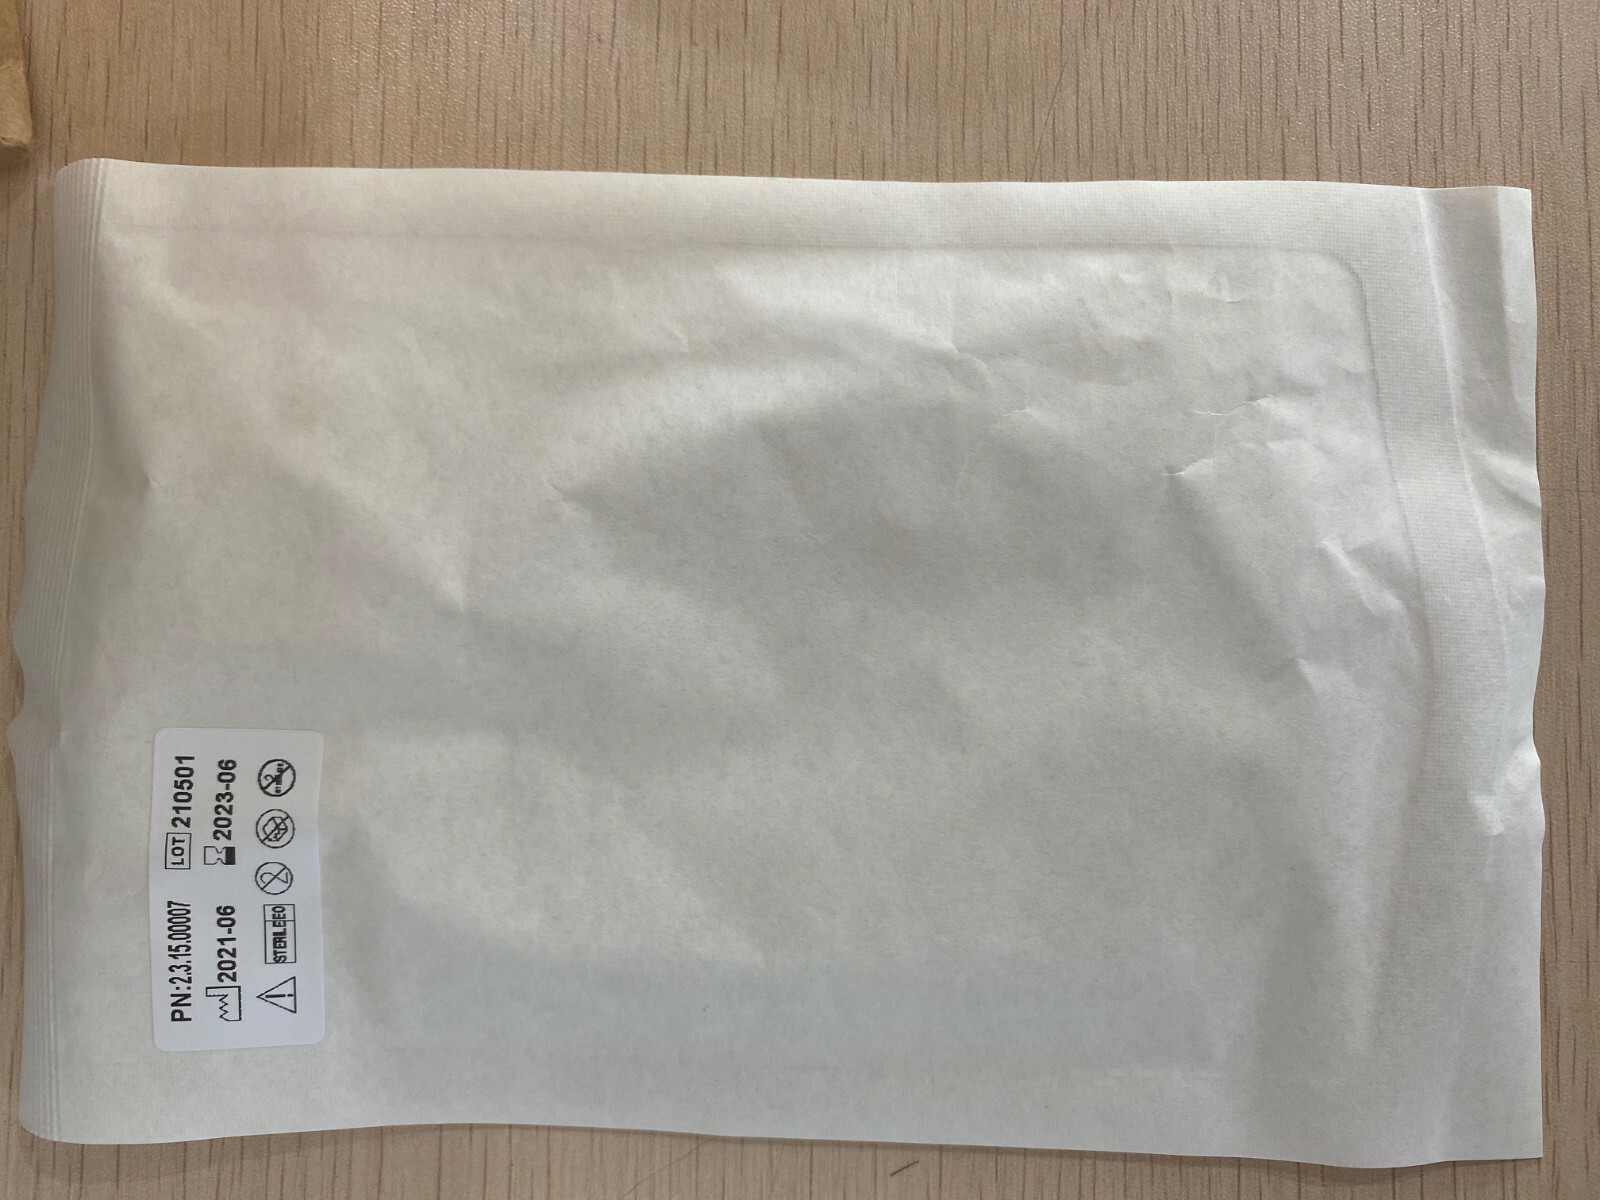 PN:2.3.15.00007 LOT 210501
2021-06 2023-06
STERILE EO